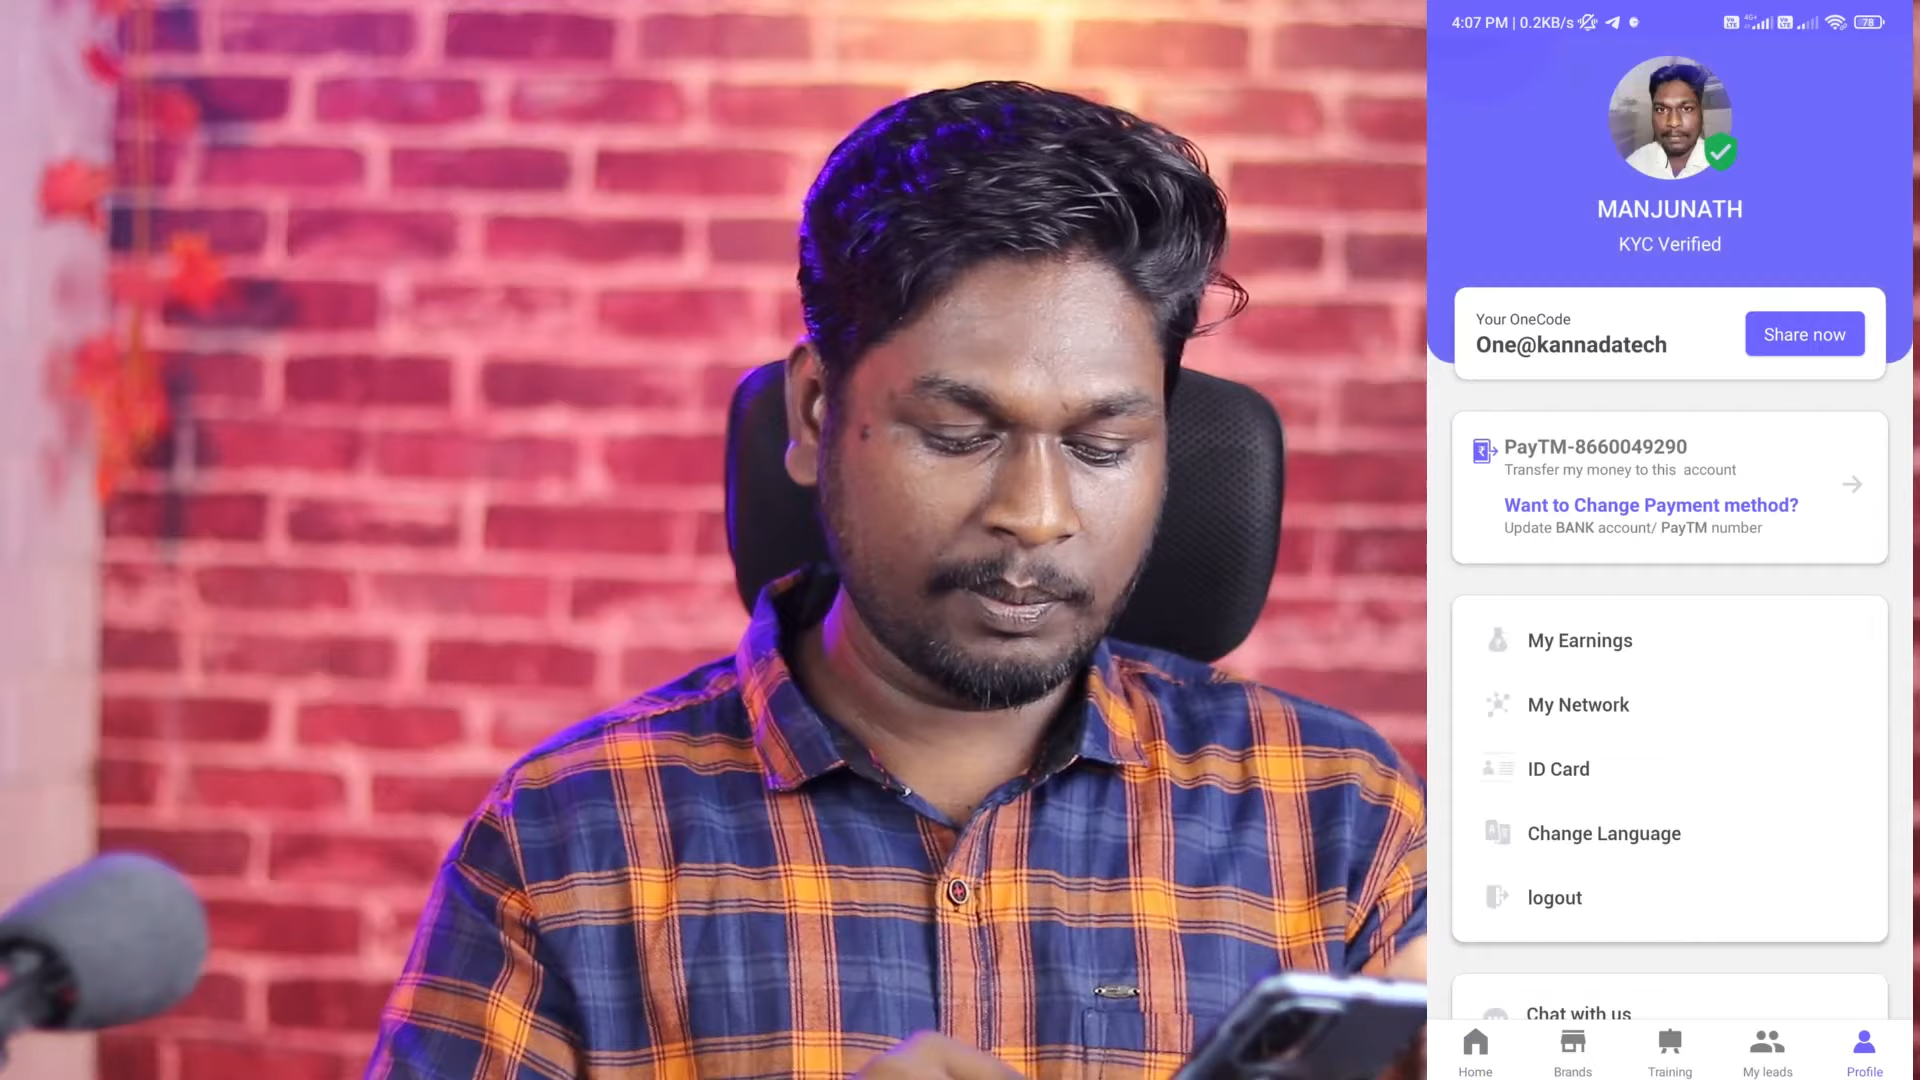 4:07 PM | 0.2KB/s
78
MANJUNATH
KYC Verified
Your OneCode
One@kannadatech
Share now
PayTM-8660049290
Transfer my money to this account
Want to Change Payment method?
Update BANK account/ PayTM number
My Earnings
My Network
ID Card
Change Language
logout
Chat with us
Home
Brands
Training
My leads
Profile